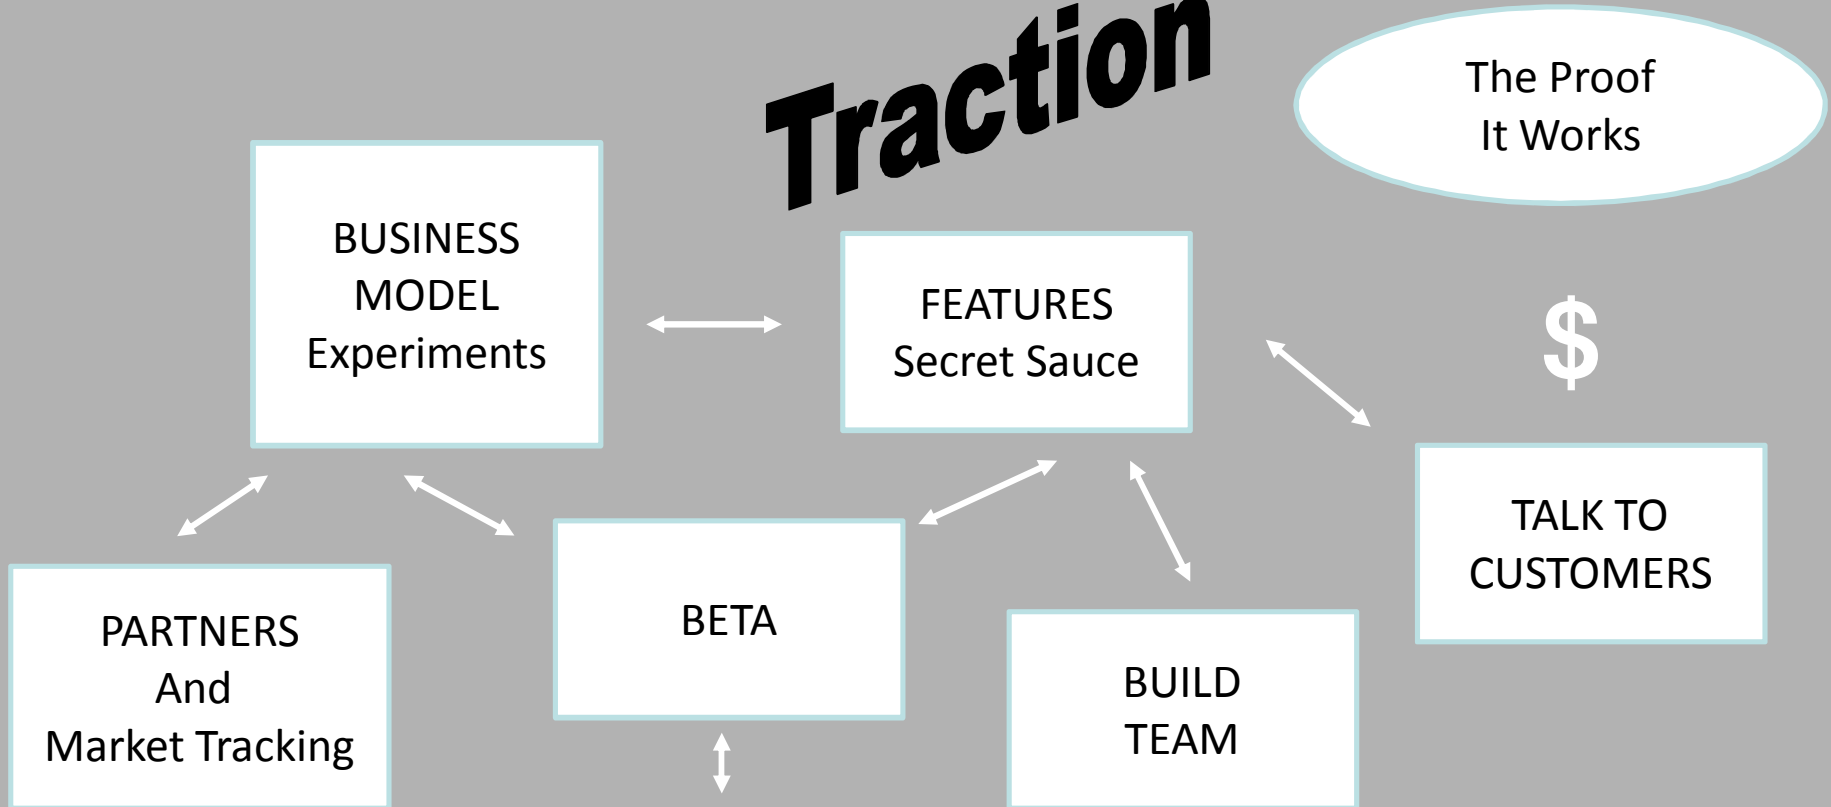 Traction
The Proof
It Works
BUSINESS
MODEL
Experiments
FEATURES
Secret Sauce
$
TALK TO
CUSTOMERS
PARTNERS
And
Market Tracking
BETA
BUILD
TEAM